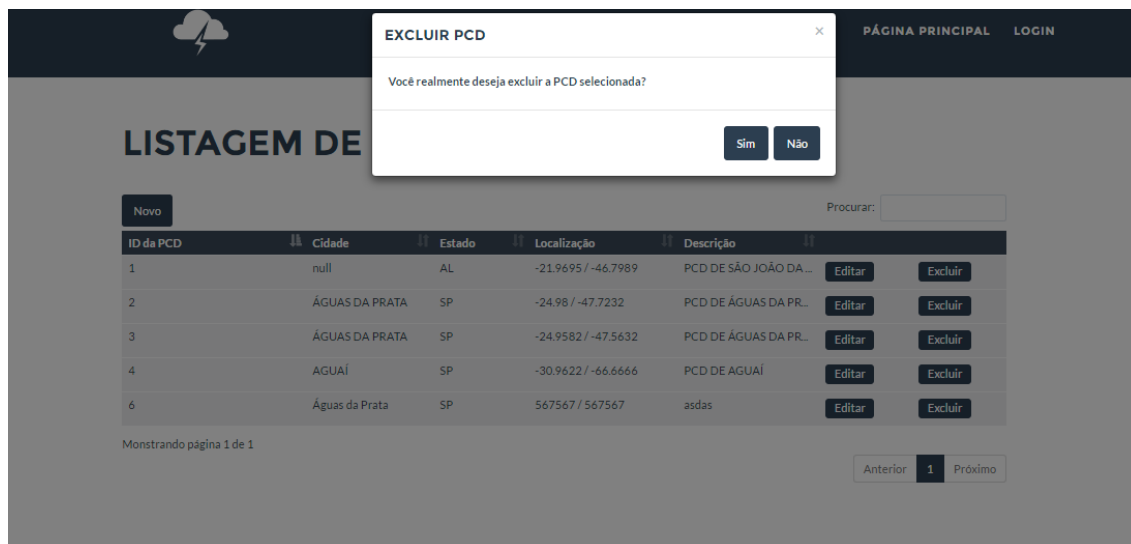 EXCLUIR PCD ×
PÁGINA PRINCIPAL LOGIN
Você realmente deseja excluir a PCD selecionada?
Sim Não
LISTAGEM DE
Novo Procurar:
ID da PCD Cidade Estado Localização Descrição
1 null AL -21.9695 / -46.7989 PCD DE SÃO JOÃO DA ... Editar Excluir
2 ÁGUAS DA PRATA SP -24.98 / -47.7232 PCD DE ÁGUAS DA PR... Editar Excluir
3 ÁGUAS DA PRATA SP -24.9582 / -47.5632 PCD DE ÁGUAS DA PR... Editar Excluir
4 AGUAÍ SP -30.9622 / -66.6666 PCD DE AGUAÍ Editar Excluir
6 Águas da Prata SP 567567 / 567567 asdas Editar Excluir
Monstrando página 1 de 1
Anterior 1 Próximo